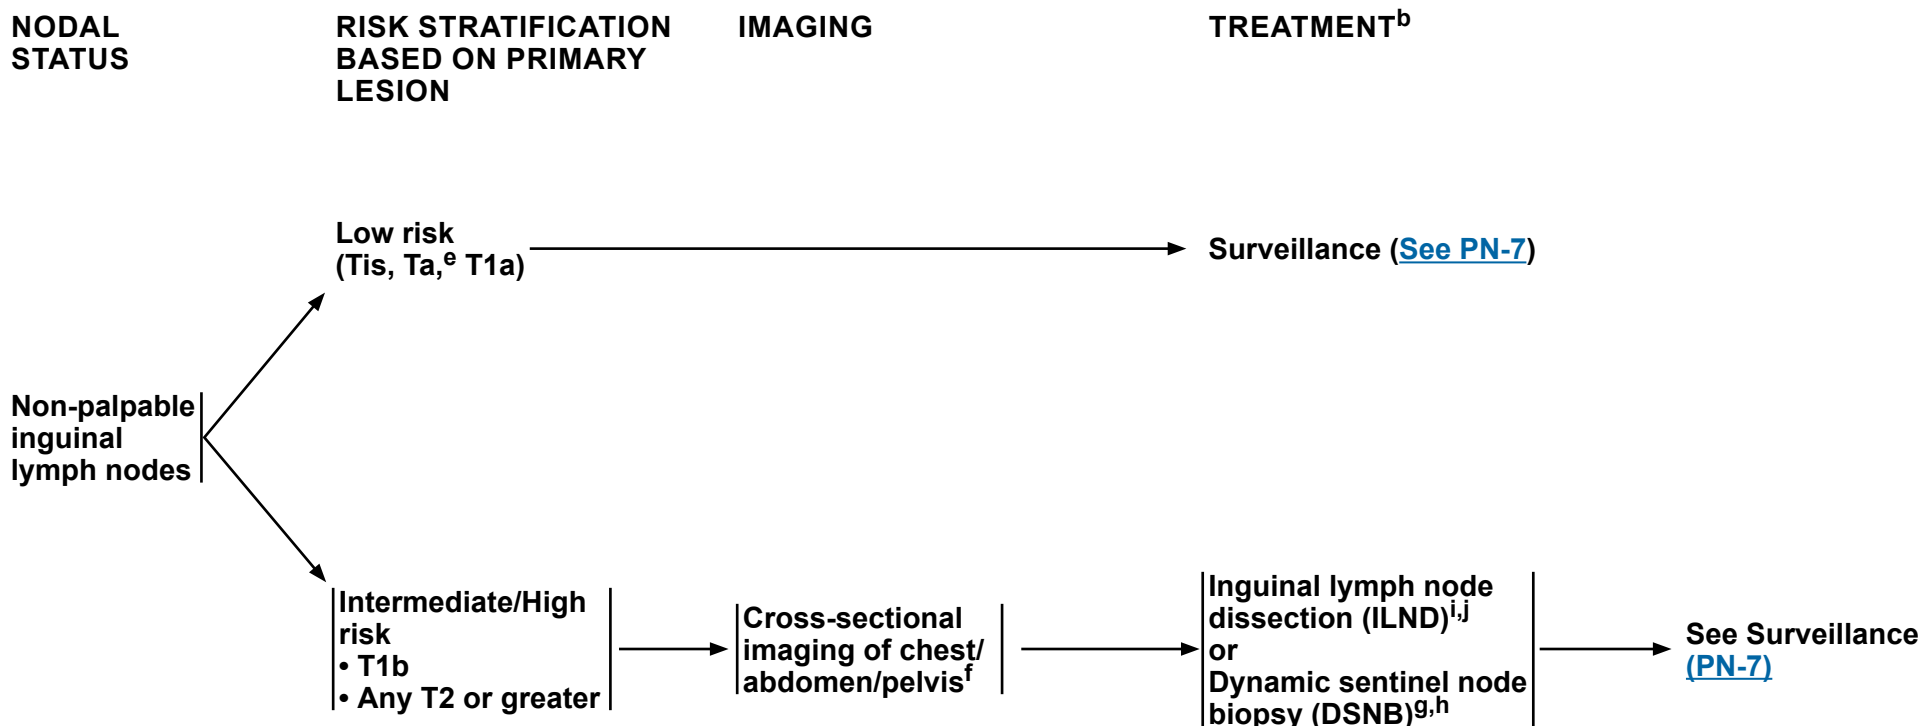 NODAL
STATUS
RISK STRATIFICATION
BASED ON PRIMARY
LESION
IMAGING
TREATMENTb
Low risk
(Tis, Ta,e T1a)
Surveillance (See PN-7)
Non-palpable
inguinal
lymph nodes
Intermediate/High
risk
• T1b
• Any T2 or greater
Cross-sectional
imaging of chest/
abdomen/pelvisf
Inguinal lymph node
dissection (ILND)i,j
or
Dynamic sentinel node
biopsy (DSNB)g,h
See Surveillance
(PN-7)